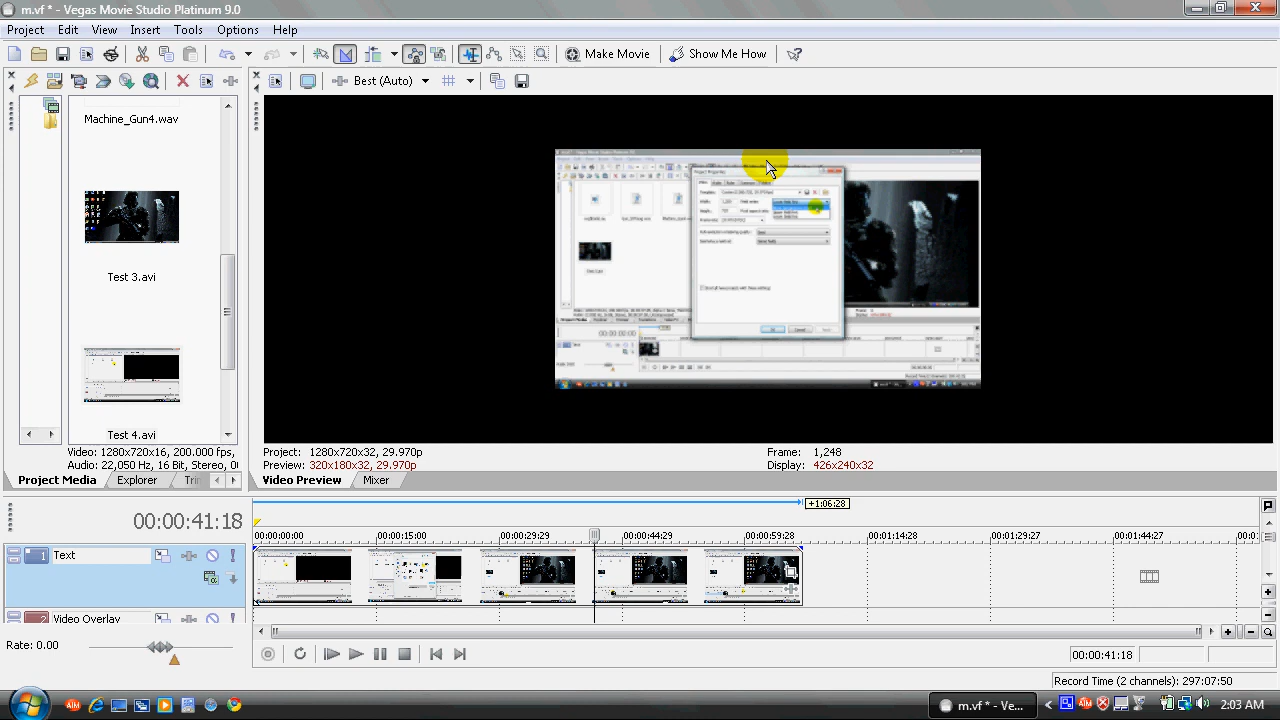 m.vf * - Vegas Movie Studio Platinum 9.0
Project Edit View Insert Tools Options Help
Make Movie Show Me How
Best (Auto)
Machine_Gun4.wav
Test 3.avi
Test 4.avi
Video: 1280x720x16, 200.000 fps,
Audio: 22,050 Hz, 16 Bit, Stereo, 0
Project: 1280x720x32, 29.970p
Preview: 320x180x32, 29.970p
Frame: 1,248
Display: 426x240x32
Project Media Explorer Tri
Video Preview Mixer
+1:06:28
00:00:41:18
00:00:00:00 00:00:15:00 00:00:29:29 00:00:44:29 00:00:59:28 00:01:14:28 00:01:29:27 00:01:44:27 00:0
Text
2 Video Overlay
Rate: 0.00
00:00:41:18
Record Time (2 channels): 297:07:50
m.vf * - Ve...
2:03 AM